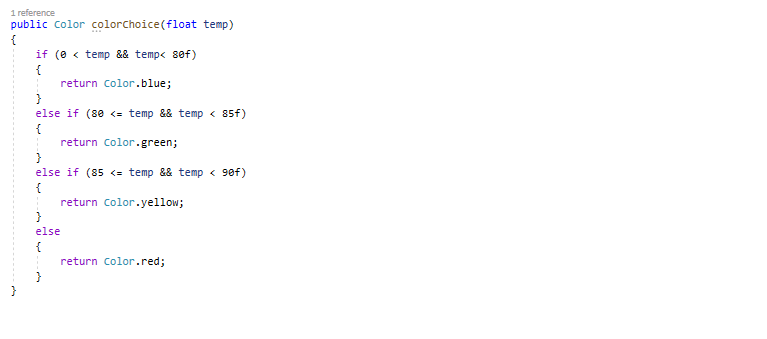 1 reference
public Color colorChoice(float temp)
{
if (0 < temp && temp< 80f)
{
return Color.blue;
}
else if (80 <= temp && temp < 85f)
{
return Color.green;
}
else if (85 <= temp && temp < 90f)
{
return Color.yellow;
}
else
{
return Color.red;
}
}